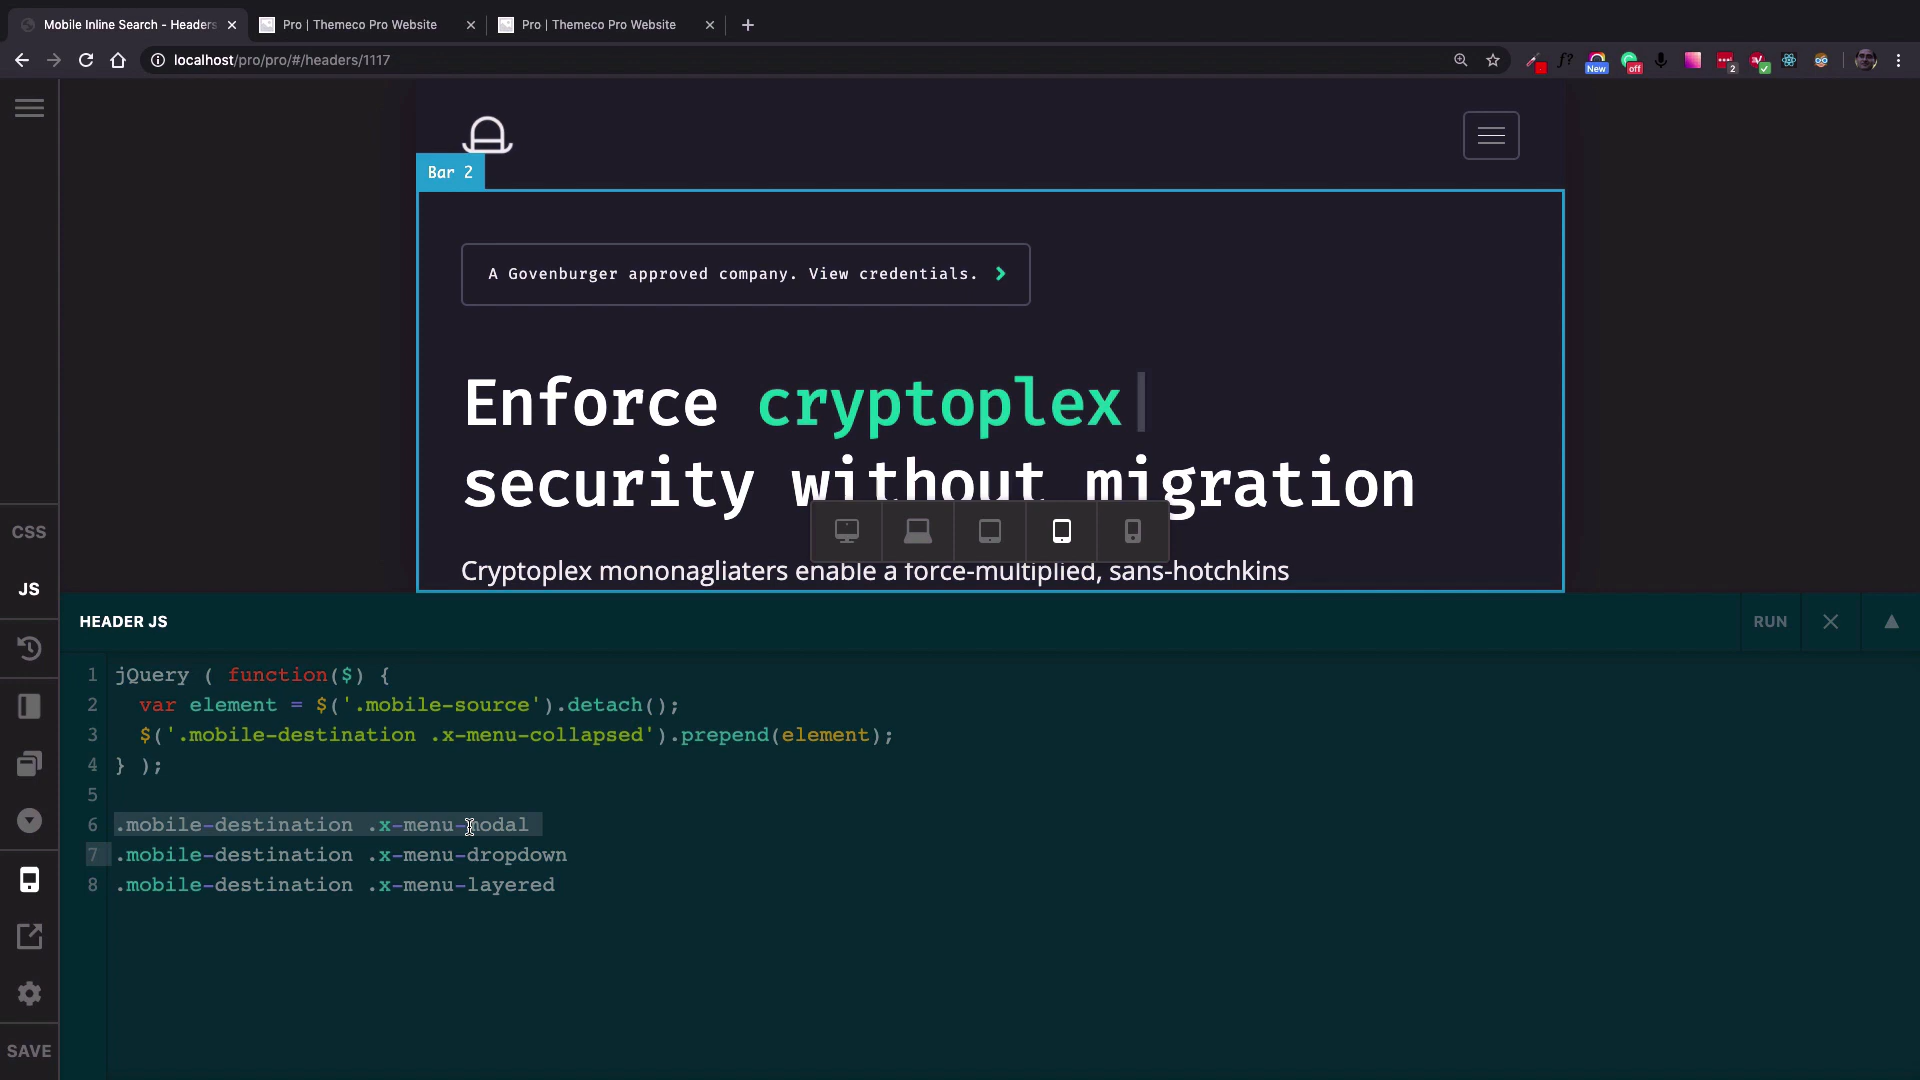 Mobile Inline Search - Headers
Pro | Themeco Pro Website
Pro | Themeco Pro Website
localhost/pro/pro/#/headers/1117
New
off
2
Bar 2
A Govenburger approved company. View credentials.
Enforce cryptoplex
security without migration
Cryptoplex mononagliaters enable a force-multiplied, sans-hotchkins
CSS
JS
SAVE
HEADER JS
RUN
1 jQuery ( function($) {
2 var element = $('.mobile-source').detach();
3 $('.mobile-destination .x-menu-collapsed').prepend(element);
4 } );
5
6 .mobile-destination .x-menu-modal
7 .mobile-destination .x-menu-dropdown
8 .mobile-destination .x-menu-layered